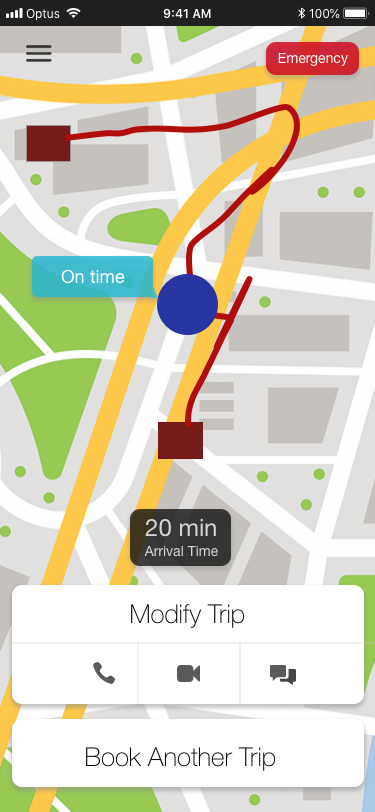 Optus 9:41 AM 100%
Emergency
On time
20 min
Arrival Time
Modify Trip
Book Another Trip